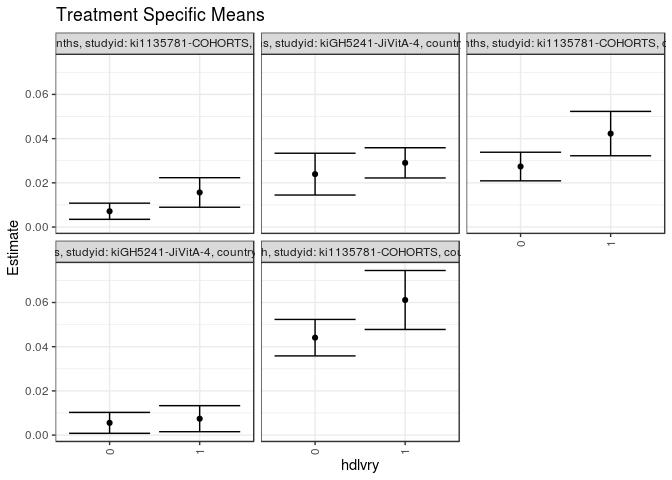 Treatment Specific Means
nths, studyid: ki1135781-COHORTS,
s, studyid: kiGH5241-JiVitA-4, countr
nths, studyid: ki1135781-COHORTS, c
0.06
0.04
0.02
0.00
0
1
s, studyid: kiGH5241-JiVitA-4, country
h, studyid: ki1135781-COHORTS, cou
0.06
0.04
0.02
0.00
0
1
0
1
Estimate
hdlvry